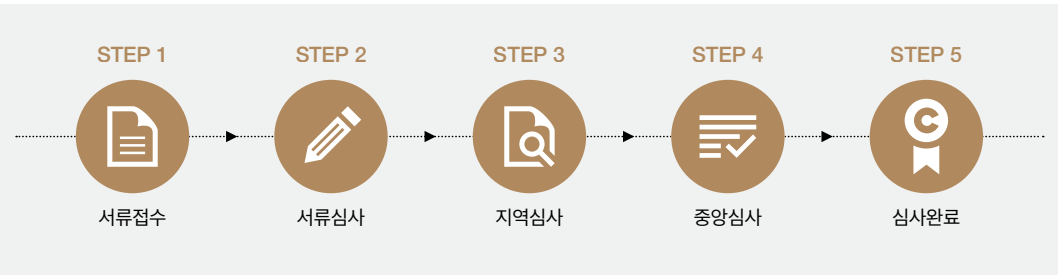 STEP 1
STEP 2
STEP 3
STEP 4
STEP 5
C
서류접수
서류심사
지역심사
중앙심사
심사완료